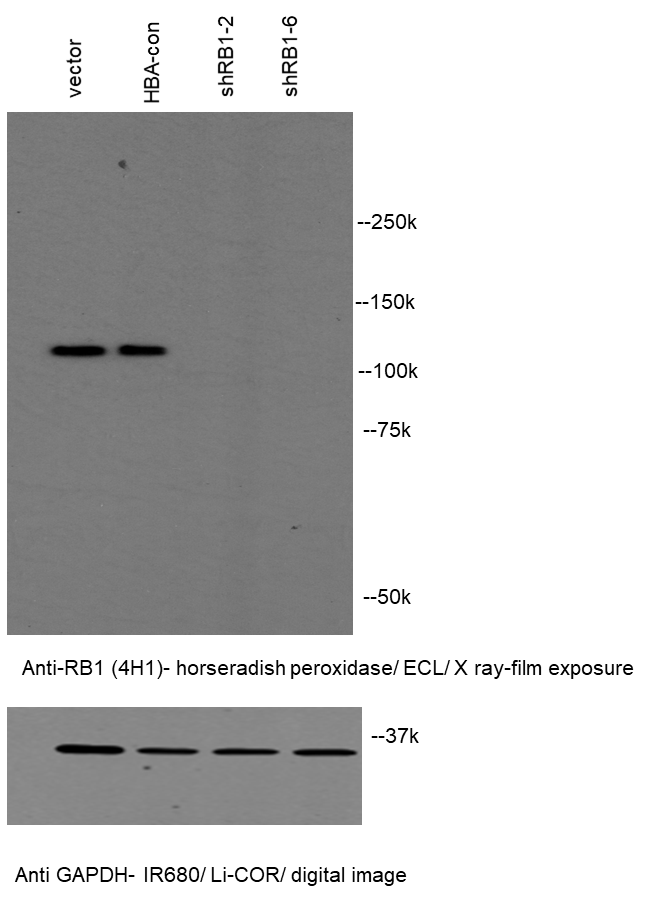 vector
HBA-con
shRB1-2
shRB1-6
--250k
--150k
--100k
--75k
--50k
Anti-RB1 (4H1)- horseradish peroxidase/ ECL/ X ray-film exposure
--37k
Anti GAPDH- IR680/ Li-COR/ digital image